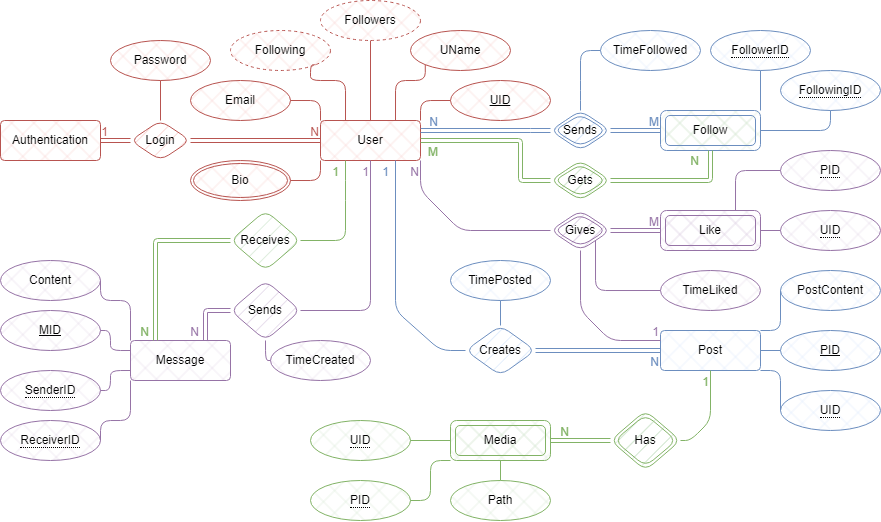 Followers
Following
UName
TimeFollowed
FollowerID
Password
Email
UID
FollowingID
Authentication
1
Login
N
User
N
Sends
M
Follow
M
N
Bio
1
1
1
N
Gets
PID
Receives
Gives
M
Like
UID
Content
TimePosted
TimeLiked
PostContent
MID
N
N
Sends
1
Message
TimeCreated
Creates
N
Post
PID
SenderID
1
UID
ReceiverID
UID
Media
N
Has
PID
Path